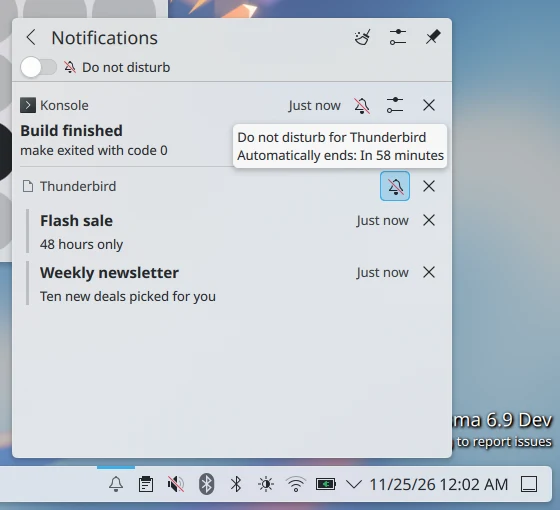 Notifications
Do not disturb
Konsole
Just now
Build finished
make exited with code 0
Do not disturb for Thunderbird
Automatically ends: In 58 minutes
Thunderbird
Flash sale
Just now
48 hours only
Weekly newsletter
Just now
Ten new deals picked for you
6.9 Dev
to report issues
11/25/26 12:02 AM